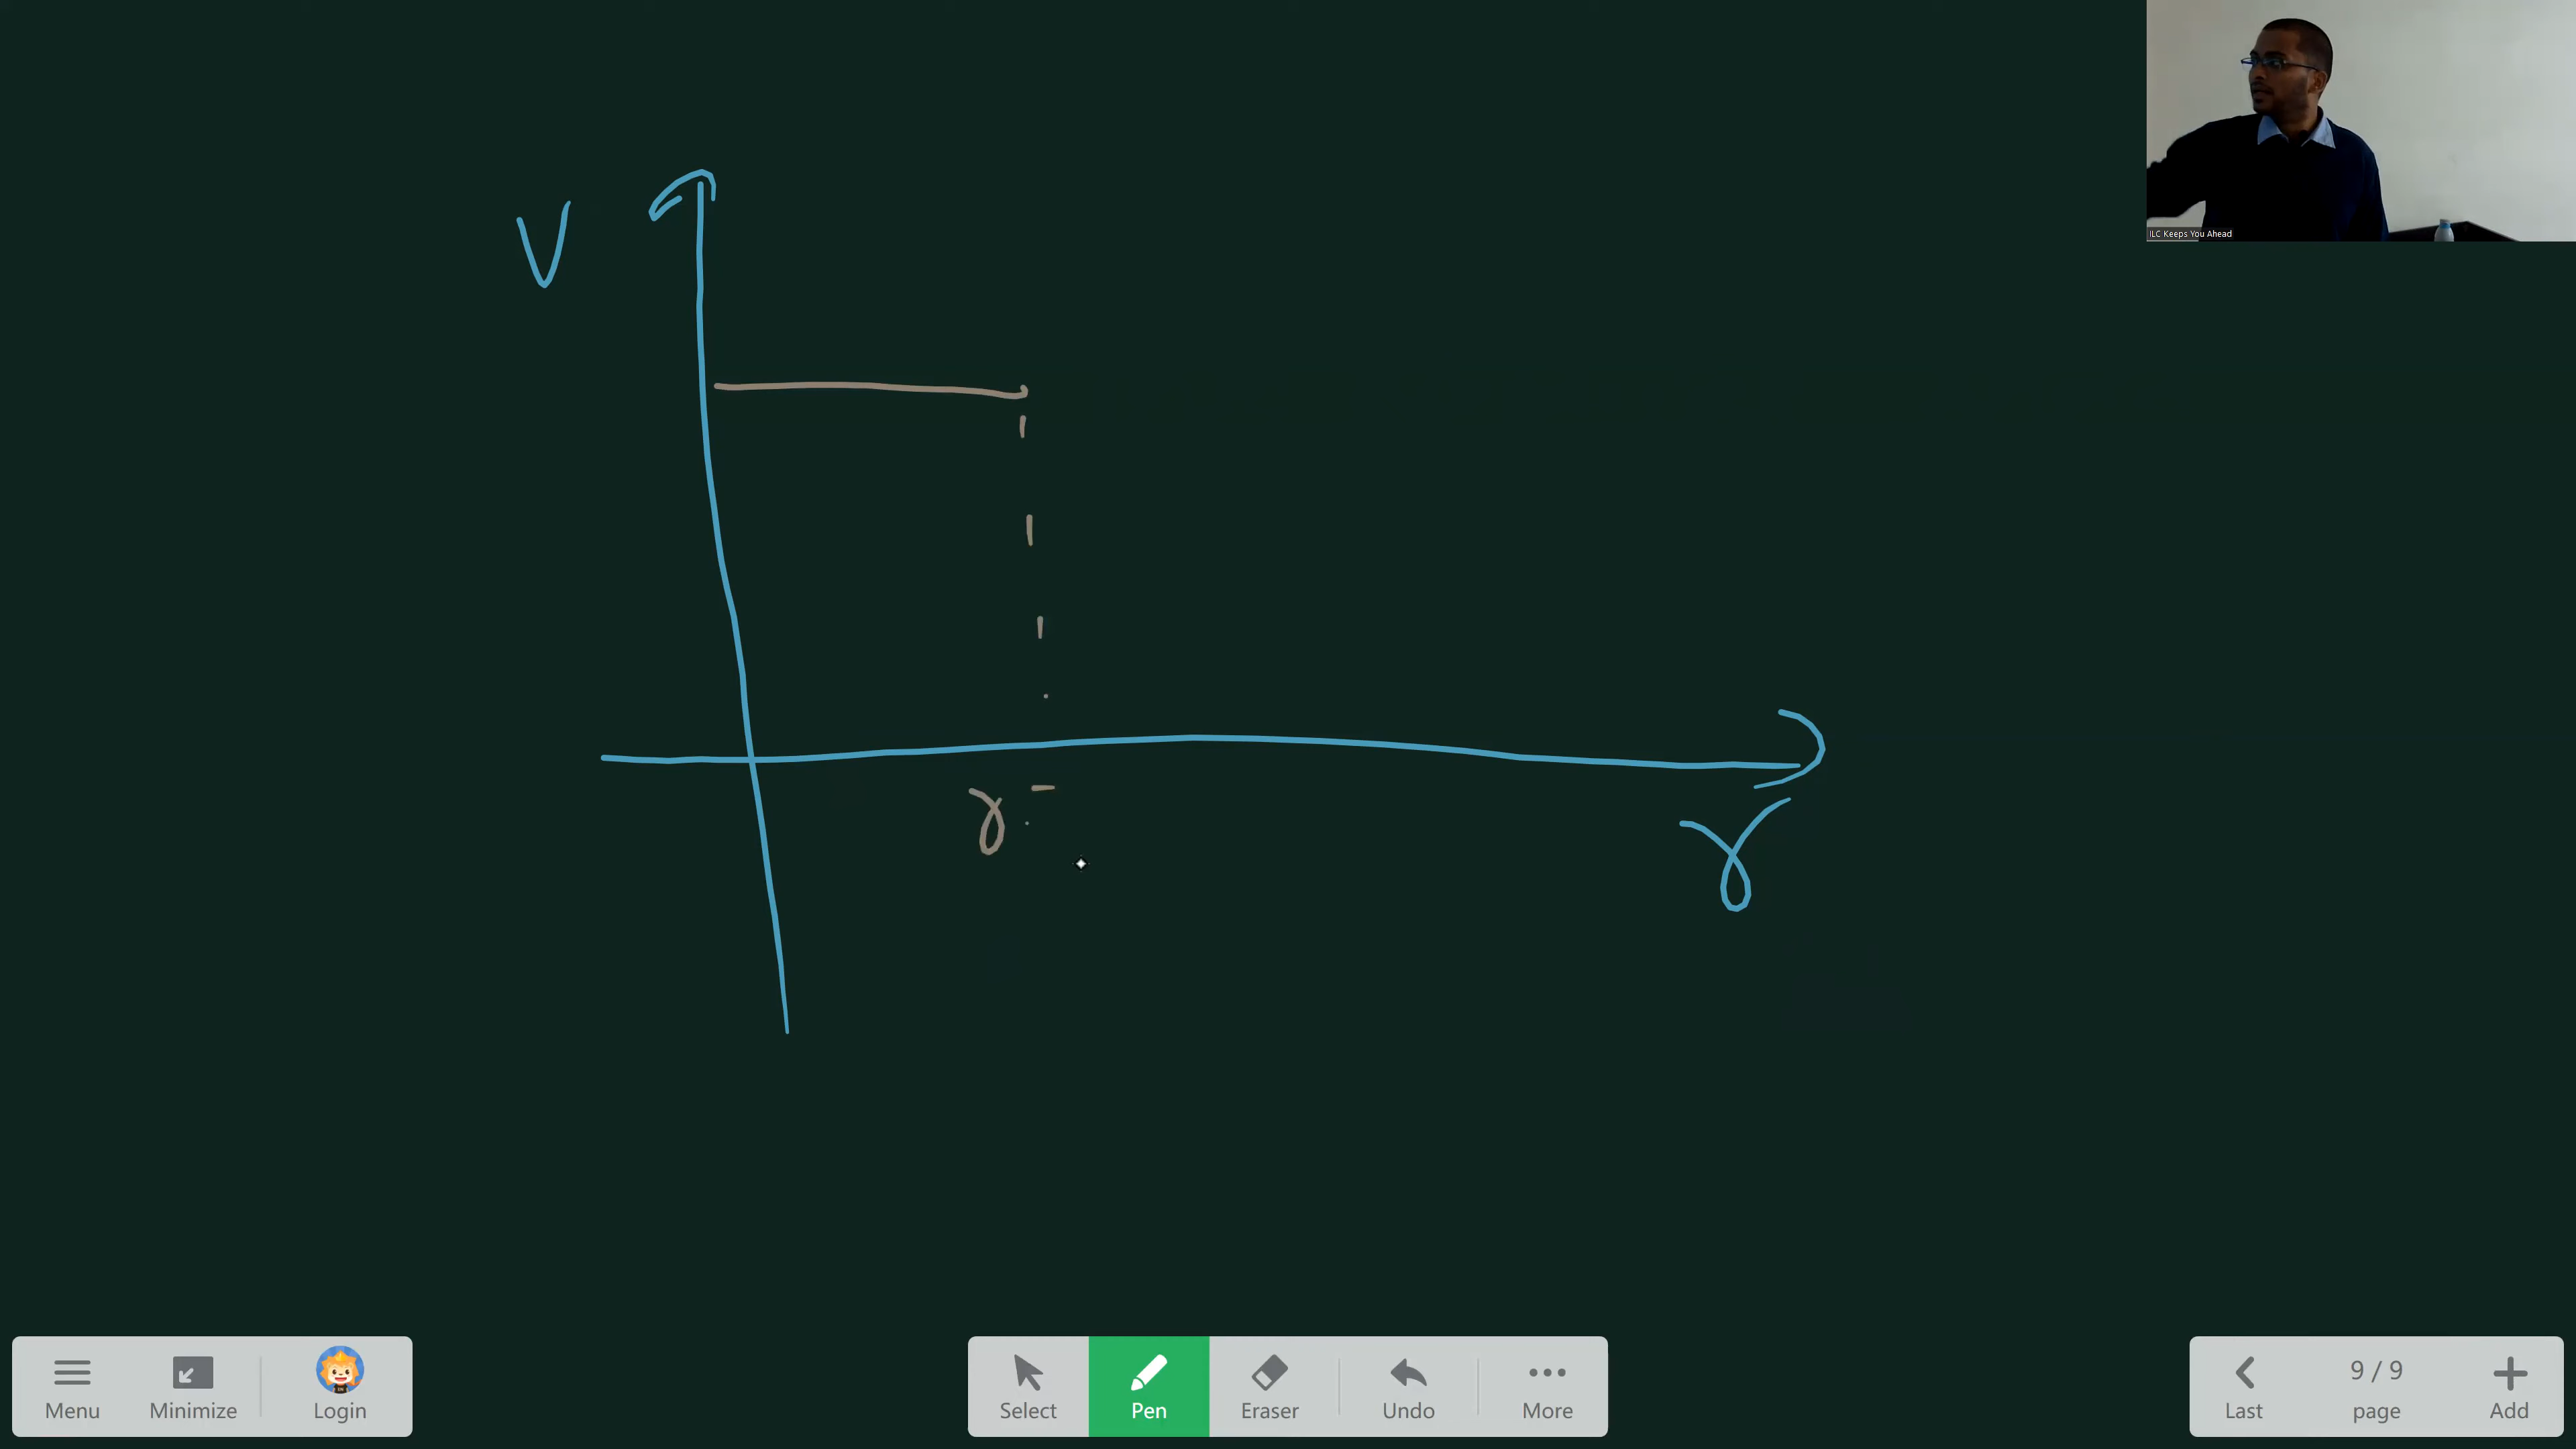 V
ILC Keeps You Ahead
r =
r
Menu
Minimize
Login
Select
Pen
Eraser
Undo
More
Last
9 / 9
page
Add